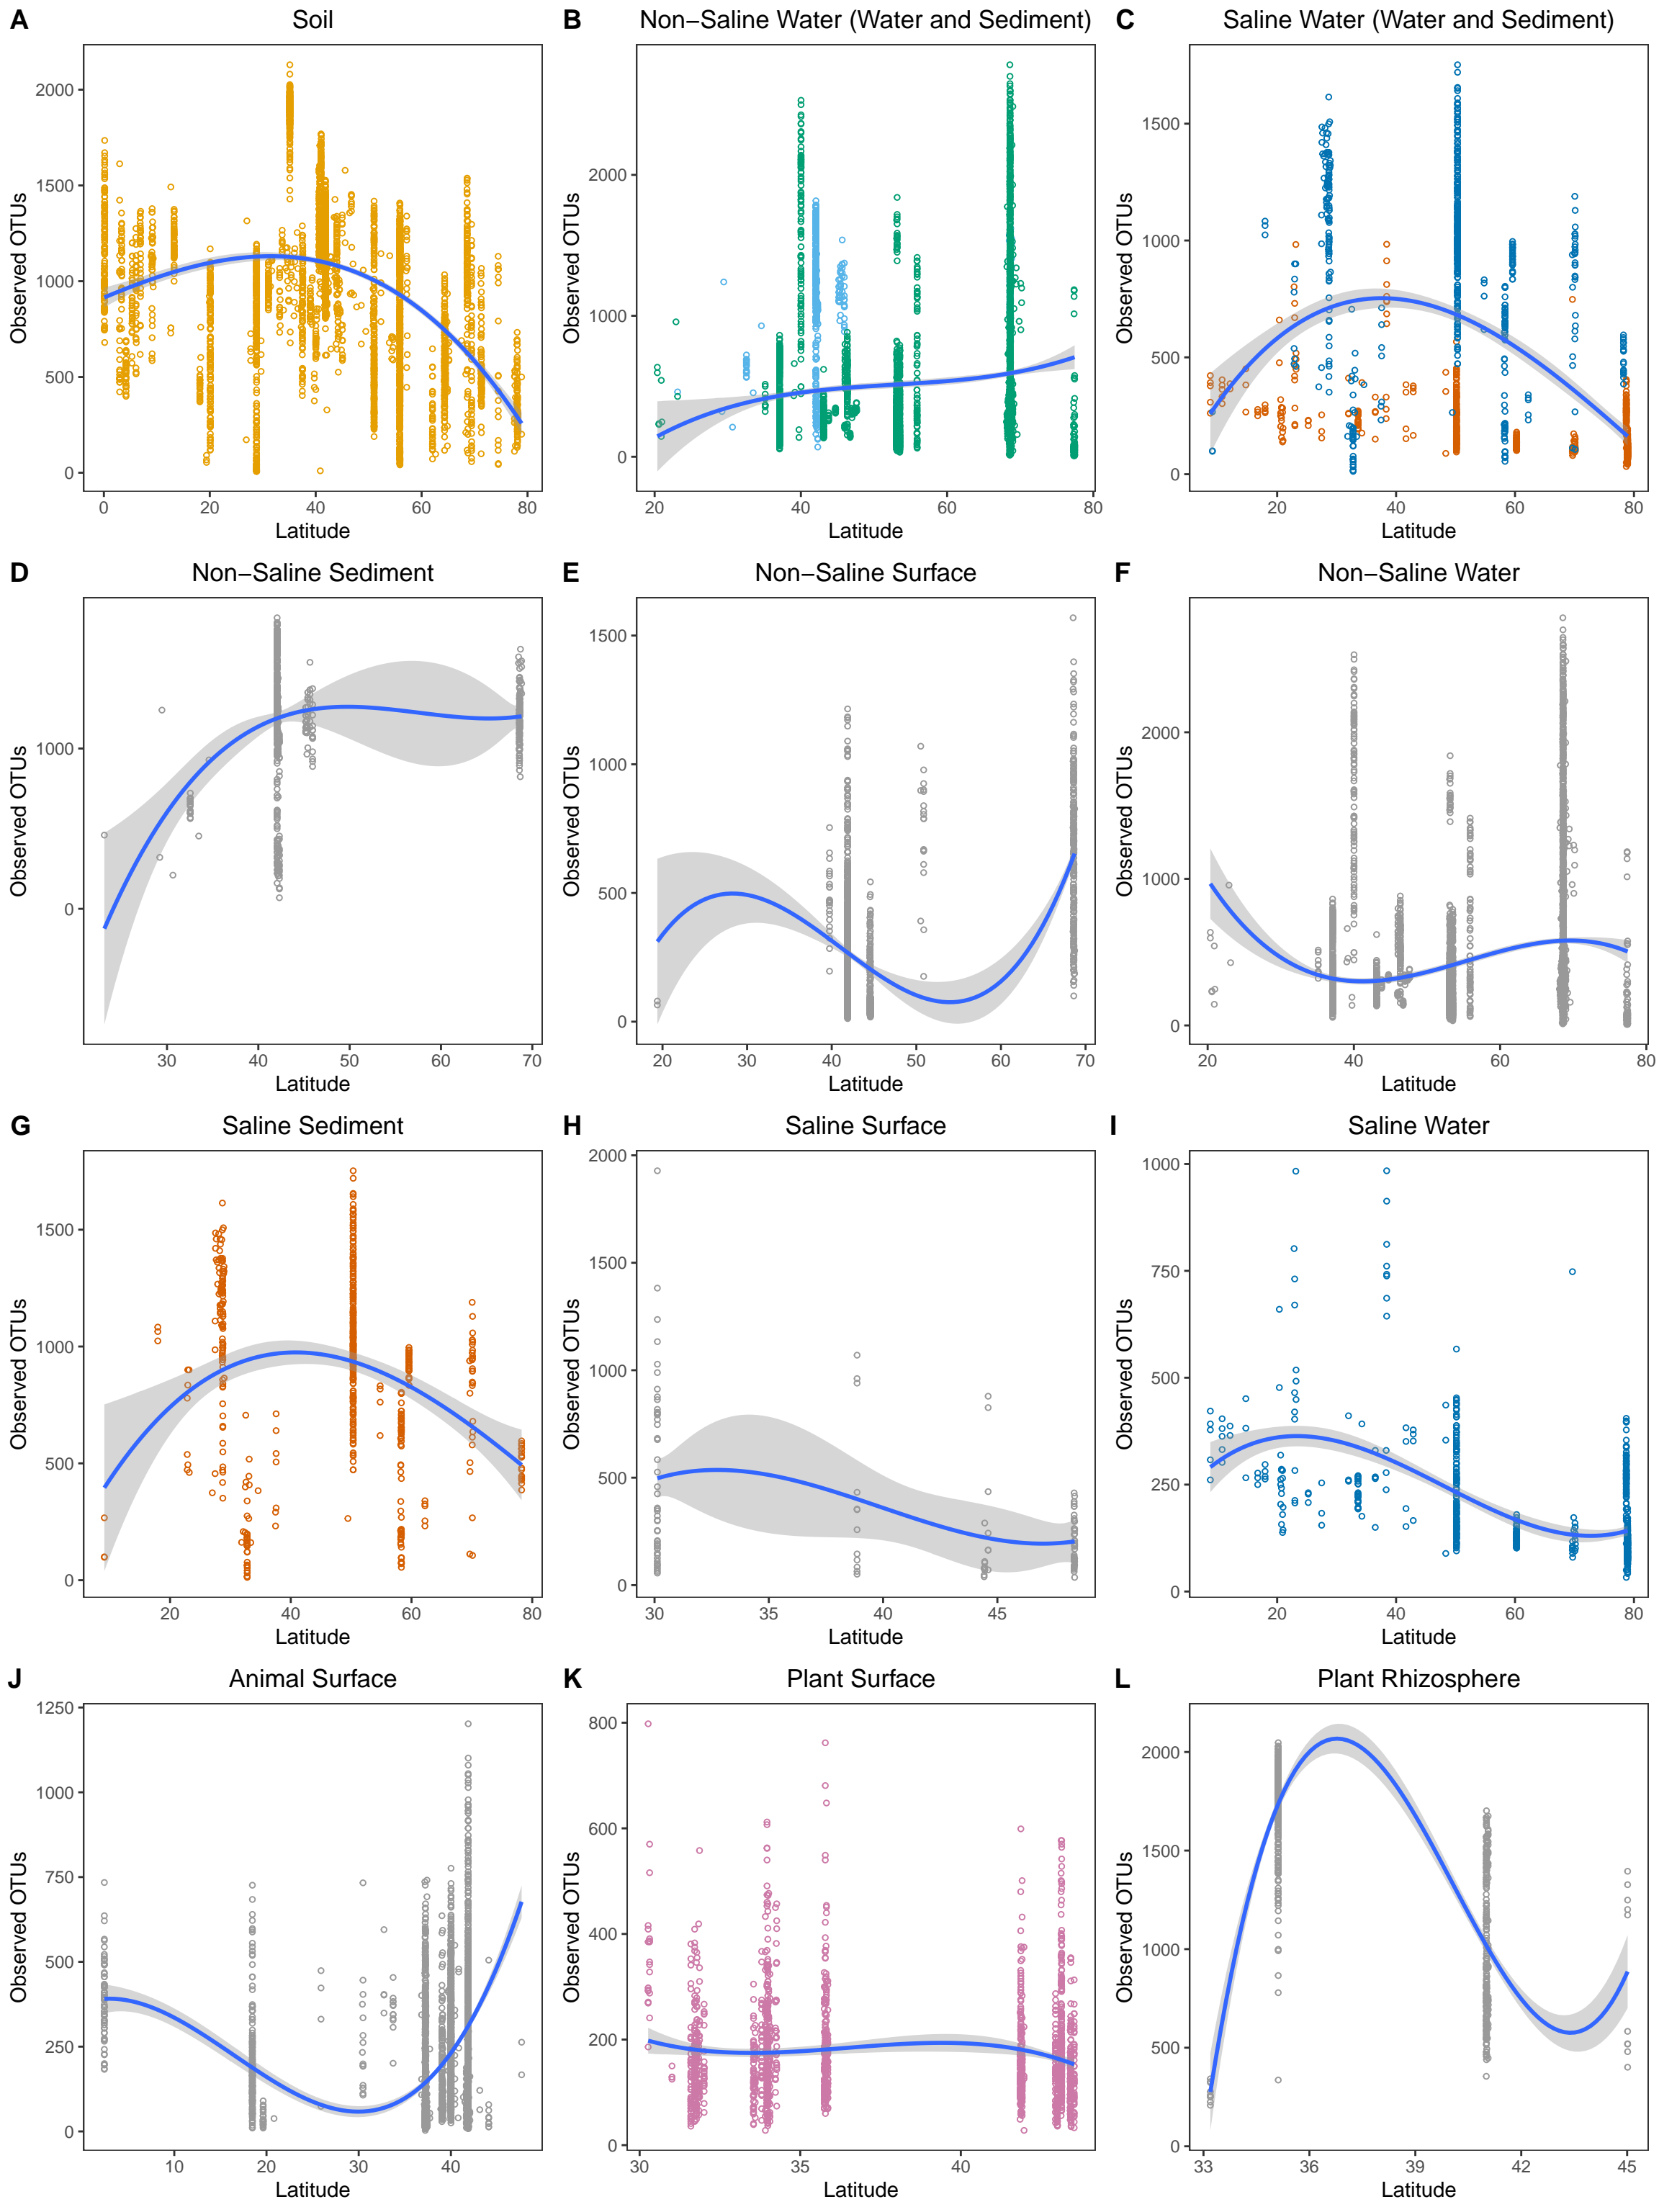 A Soil
Observed OTUs
2000
1500
1000
500
0
0 20 40 60 80
Latitude
B Non−Saline Water (Water and Sediment)
Observed OTUs
2000
1000
0
20 40 60 80
Latitude
C Saline Water (Water and Sediment)
Observed OTUs
1500
1000
500
0
20 40 60 80
Latitude
D Non−Saline Sediment
Observed OTUs
1000
0
30 40 50 60 70
Latitude
E Non−Saline Surface
Observed OTUs
1500
1000
500
0
20 30 40 50 60 70
Latitude
F Non−Saline Water
Observed OTUs
2000
1000
0
20 40 60 80
Latitude
G Saline Sediment
Observed OTUs
1500
1000
500
0
20 40 60 80
Latitude
H Saline Surface
Observed OTUs
2000
1500
1000
500
0
30 35 40 45
Latitude
I Saline Water
Observed OTUs
1000
750
500
250
0
20 40 60 80
Latitude
J Animal Surface
Observed OTUs
1250
1000
750
500
250
0
10 20 30 40
Latitude
K Plant Surface
Observed OTUs
800
600
400
200
0
30 35 40
Latitude
L Plant Rhizosphere
Observed OTUs
2000
1500
1000
500
0
33 36 39 42 45
Latitude